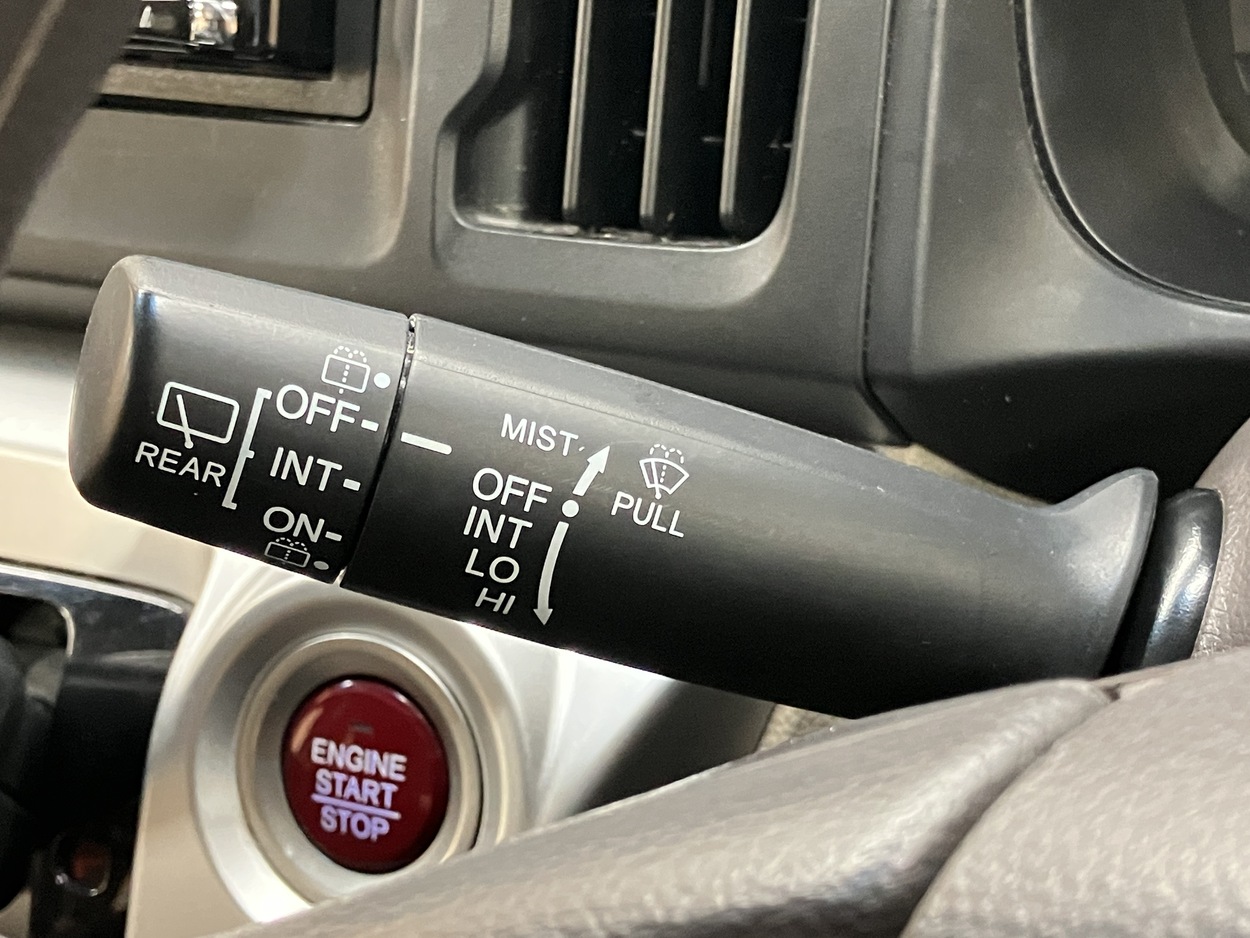 REAR
OFF
INT
ON
MIST
OFF
INT
LO
HI
PULL
ENGINE
START
STOP